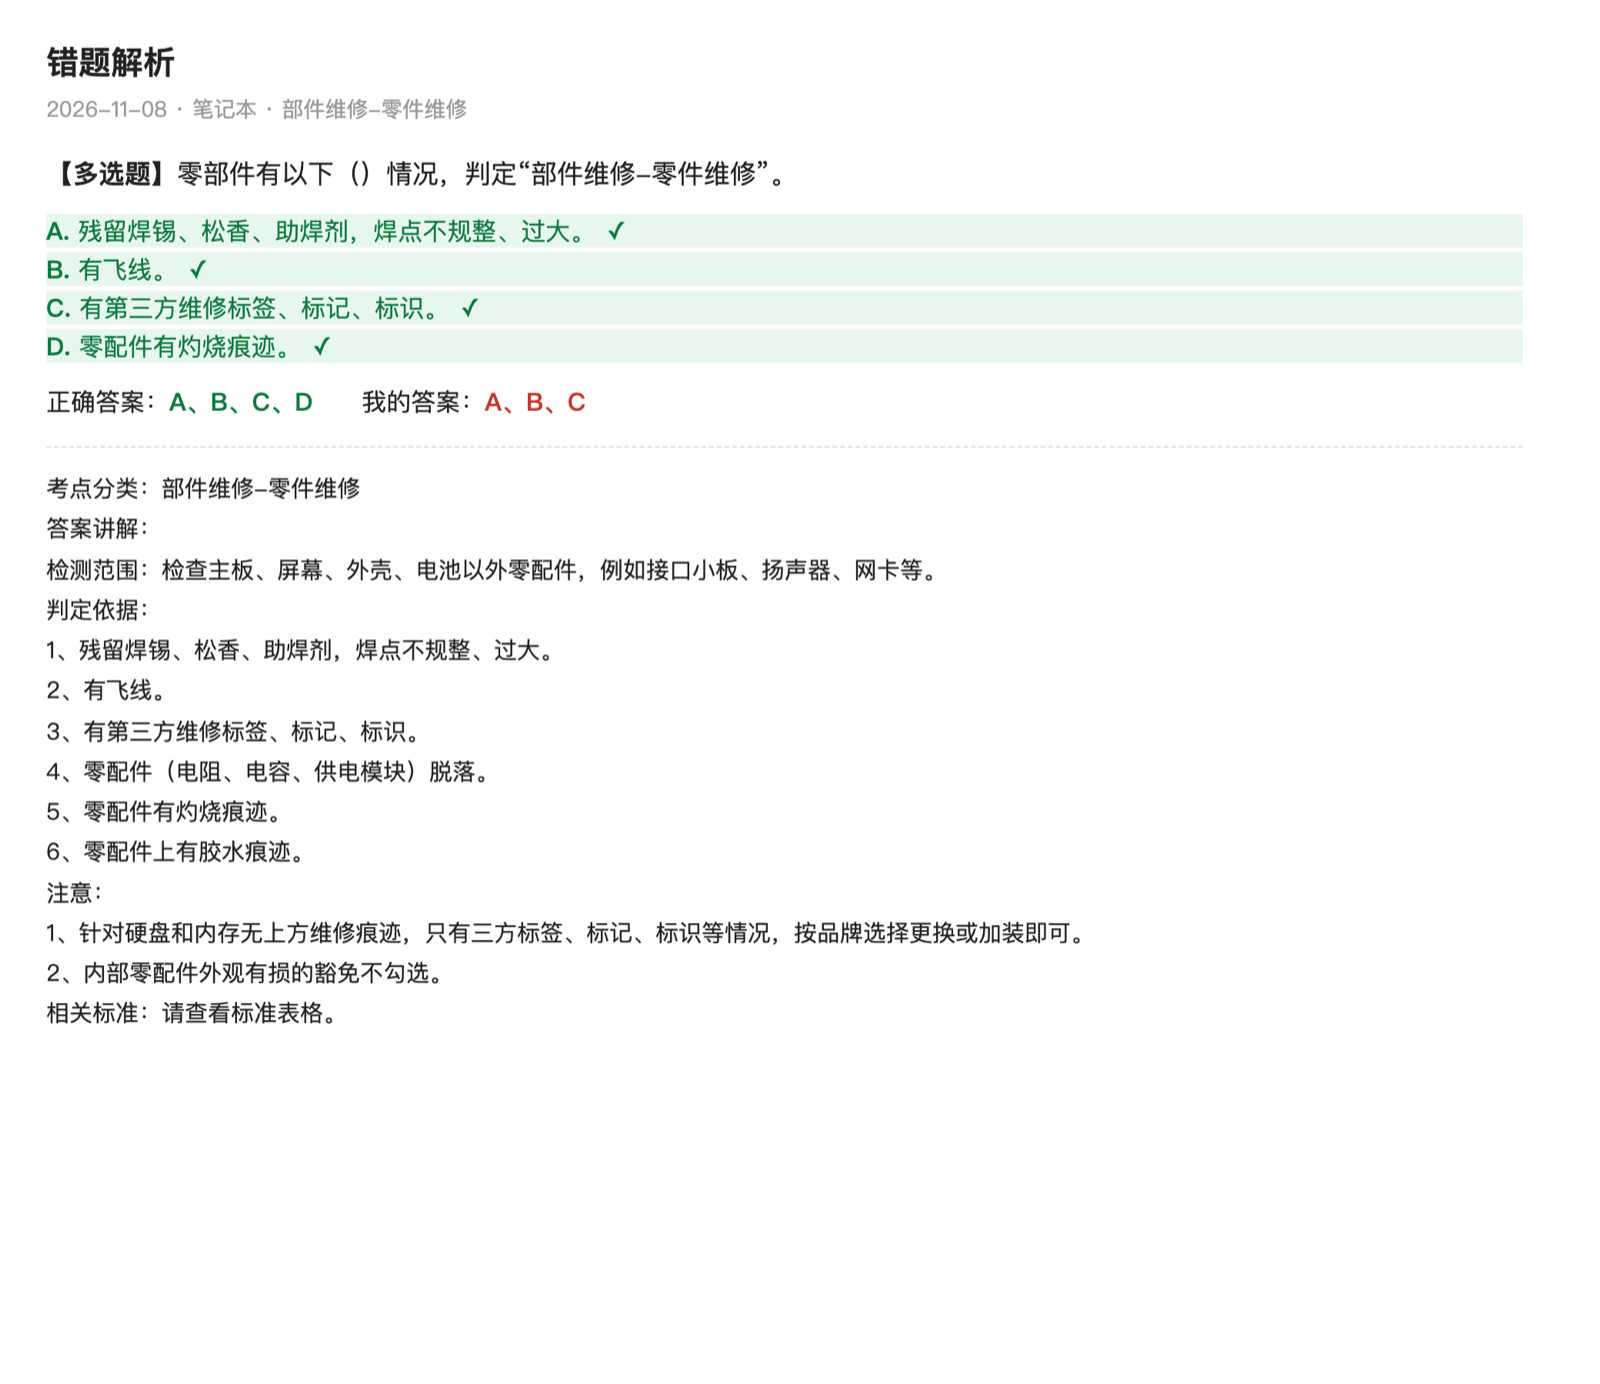 错题解析
2026-11-08 · 笔记本 · 部件维修-零件维修
【多选题】零部件有以下（）情况，判定“部件维修-零件维修”。
A. 残留焊锡、松香、助焊剂，焊点不规整、过大。 ✓
B. 有飞线。 ✓
C. 有第三方维修标签、标记、标识。 ✓
D. 零配件有灼烧痕迹。 ✓
正确答案：A、B、C、D 我的答案：A、B、C
考点分类：部件维修-零件维修
答案讲解：
检测范围：检查主板、屏幕、外壳、电池以外零配件，例如接口小板、扬声器、网卡等。
判定依据：
1、残留焊锡、松香、助焊剂，焊点不规整、过大。
2、有飞线。
3、有第三方维修标签、标记、标识。
4、零配件（电阻、电容、供电模块）脱落。
5、零配件有灼烧痕迹。
6、零配件上有胶水痕迹。
注意：
1、针对硬盘和内存无上方维修痕迹，只有三方标签、标记、标识等情况，按品牌选择更换或加装即可。
2、内部零配件外观有损的豁免不勾选。
相关标准：请查看标准表格。